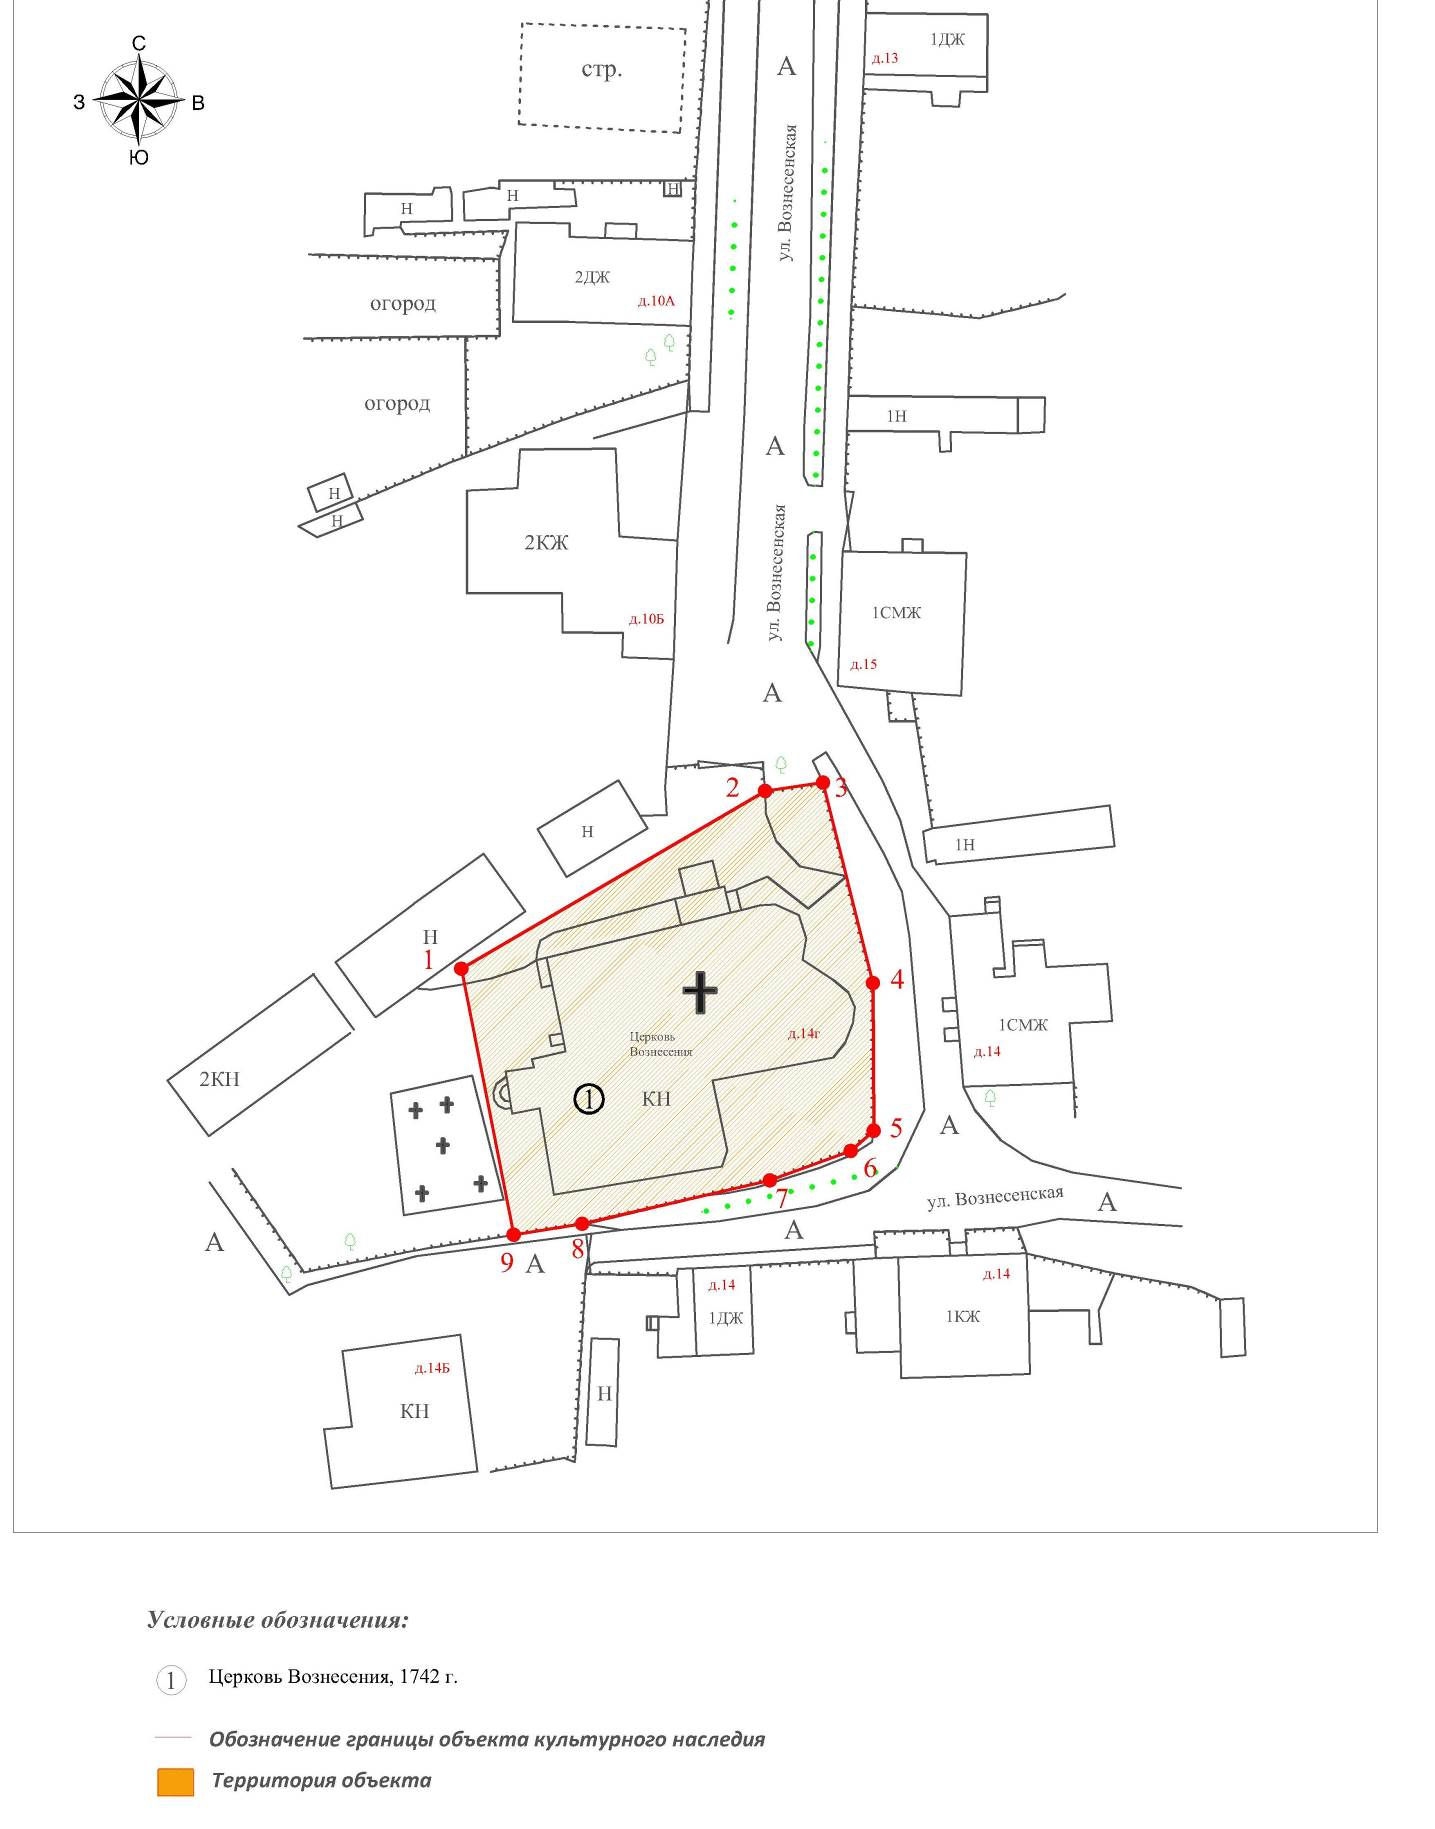 С
З
В
Ю
стр.
А
1ДЖ
д.13
ул. Вознесенская
Н
Н
Н
2ДЖ
д.10А
огород
огород
1Н
А
Н
Н
2КЖ
д.10Б
ул. Вознесенская
1СМЖ
д.15
А
2
3
Н
1Н
Н
1
4
1СМЖ
д.14
Церковь
Вознесения
д.14г
2КН
1
КН
5
А
6
7
ул. Вознесенская
А
А
А
8
9
А
д.14
1ДЖ
д.14
1КЖ
д.14Б
КН
Н
Условные обозначения:
1 Церковь Вознесения, 1742 г.
Обозначение границы объекта культурного наследия
Территория объекта